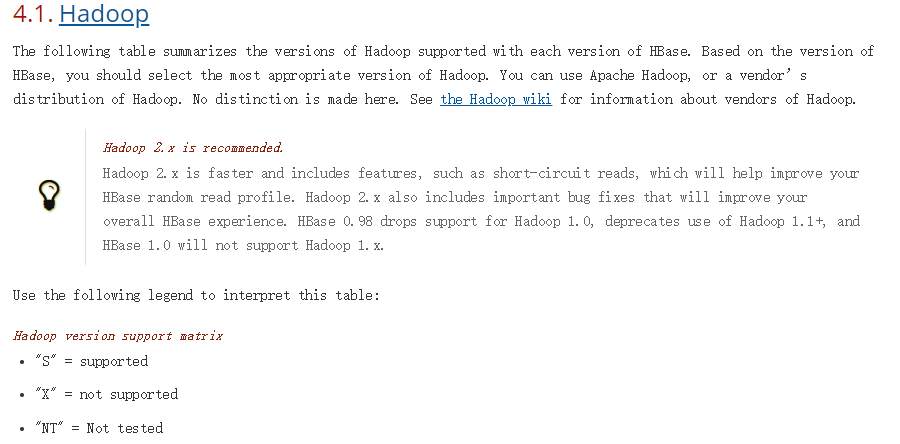 4.1. Hadoop
The following table summarizes the versions of Hadoop supported with each version of HBase. Based on the version of
HBase, you should select the most appropriate version of Hadoop. You can use Apache Hadoop, or a vendor’s
distribution of Hadoop. No distinction is made here. See the Hadoop wiki for information about vendors of Hadoop.
Hadoop 2.x is recommended.
Hadoop 2.x is faster and includes features, such as short-circuit reads, which will help improve your
HBase random read profile. Hadoop 2.x also includes important bug fixes that will improve your
overall HBase experience. HBase 0.98 drops support for Hadoop 1.0, deprecates use of Hadoop 1.1+, and
HBase 1.0 will not support Hadoop 1.x.
Use the following legend to interpret this table:
Hadoop version support matrix
• "S" = supported
• "X" = not supported
• "NT" = Not tested